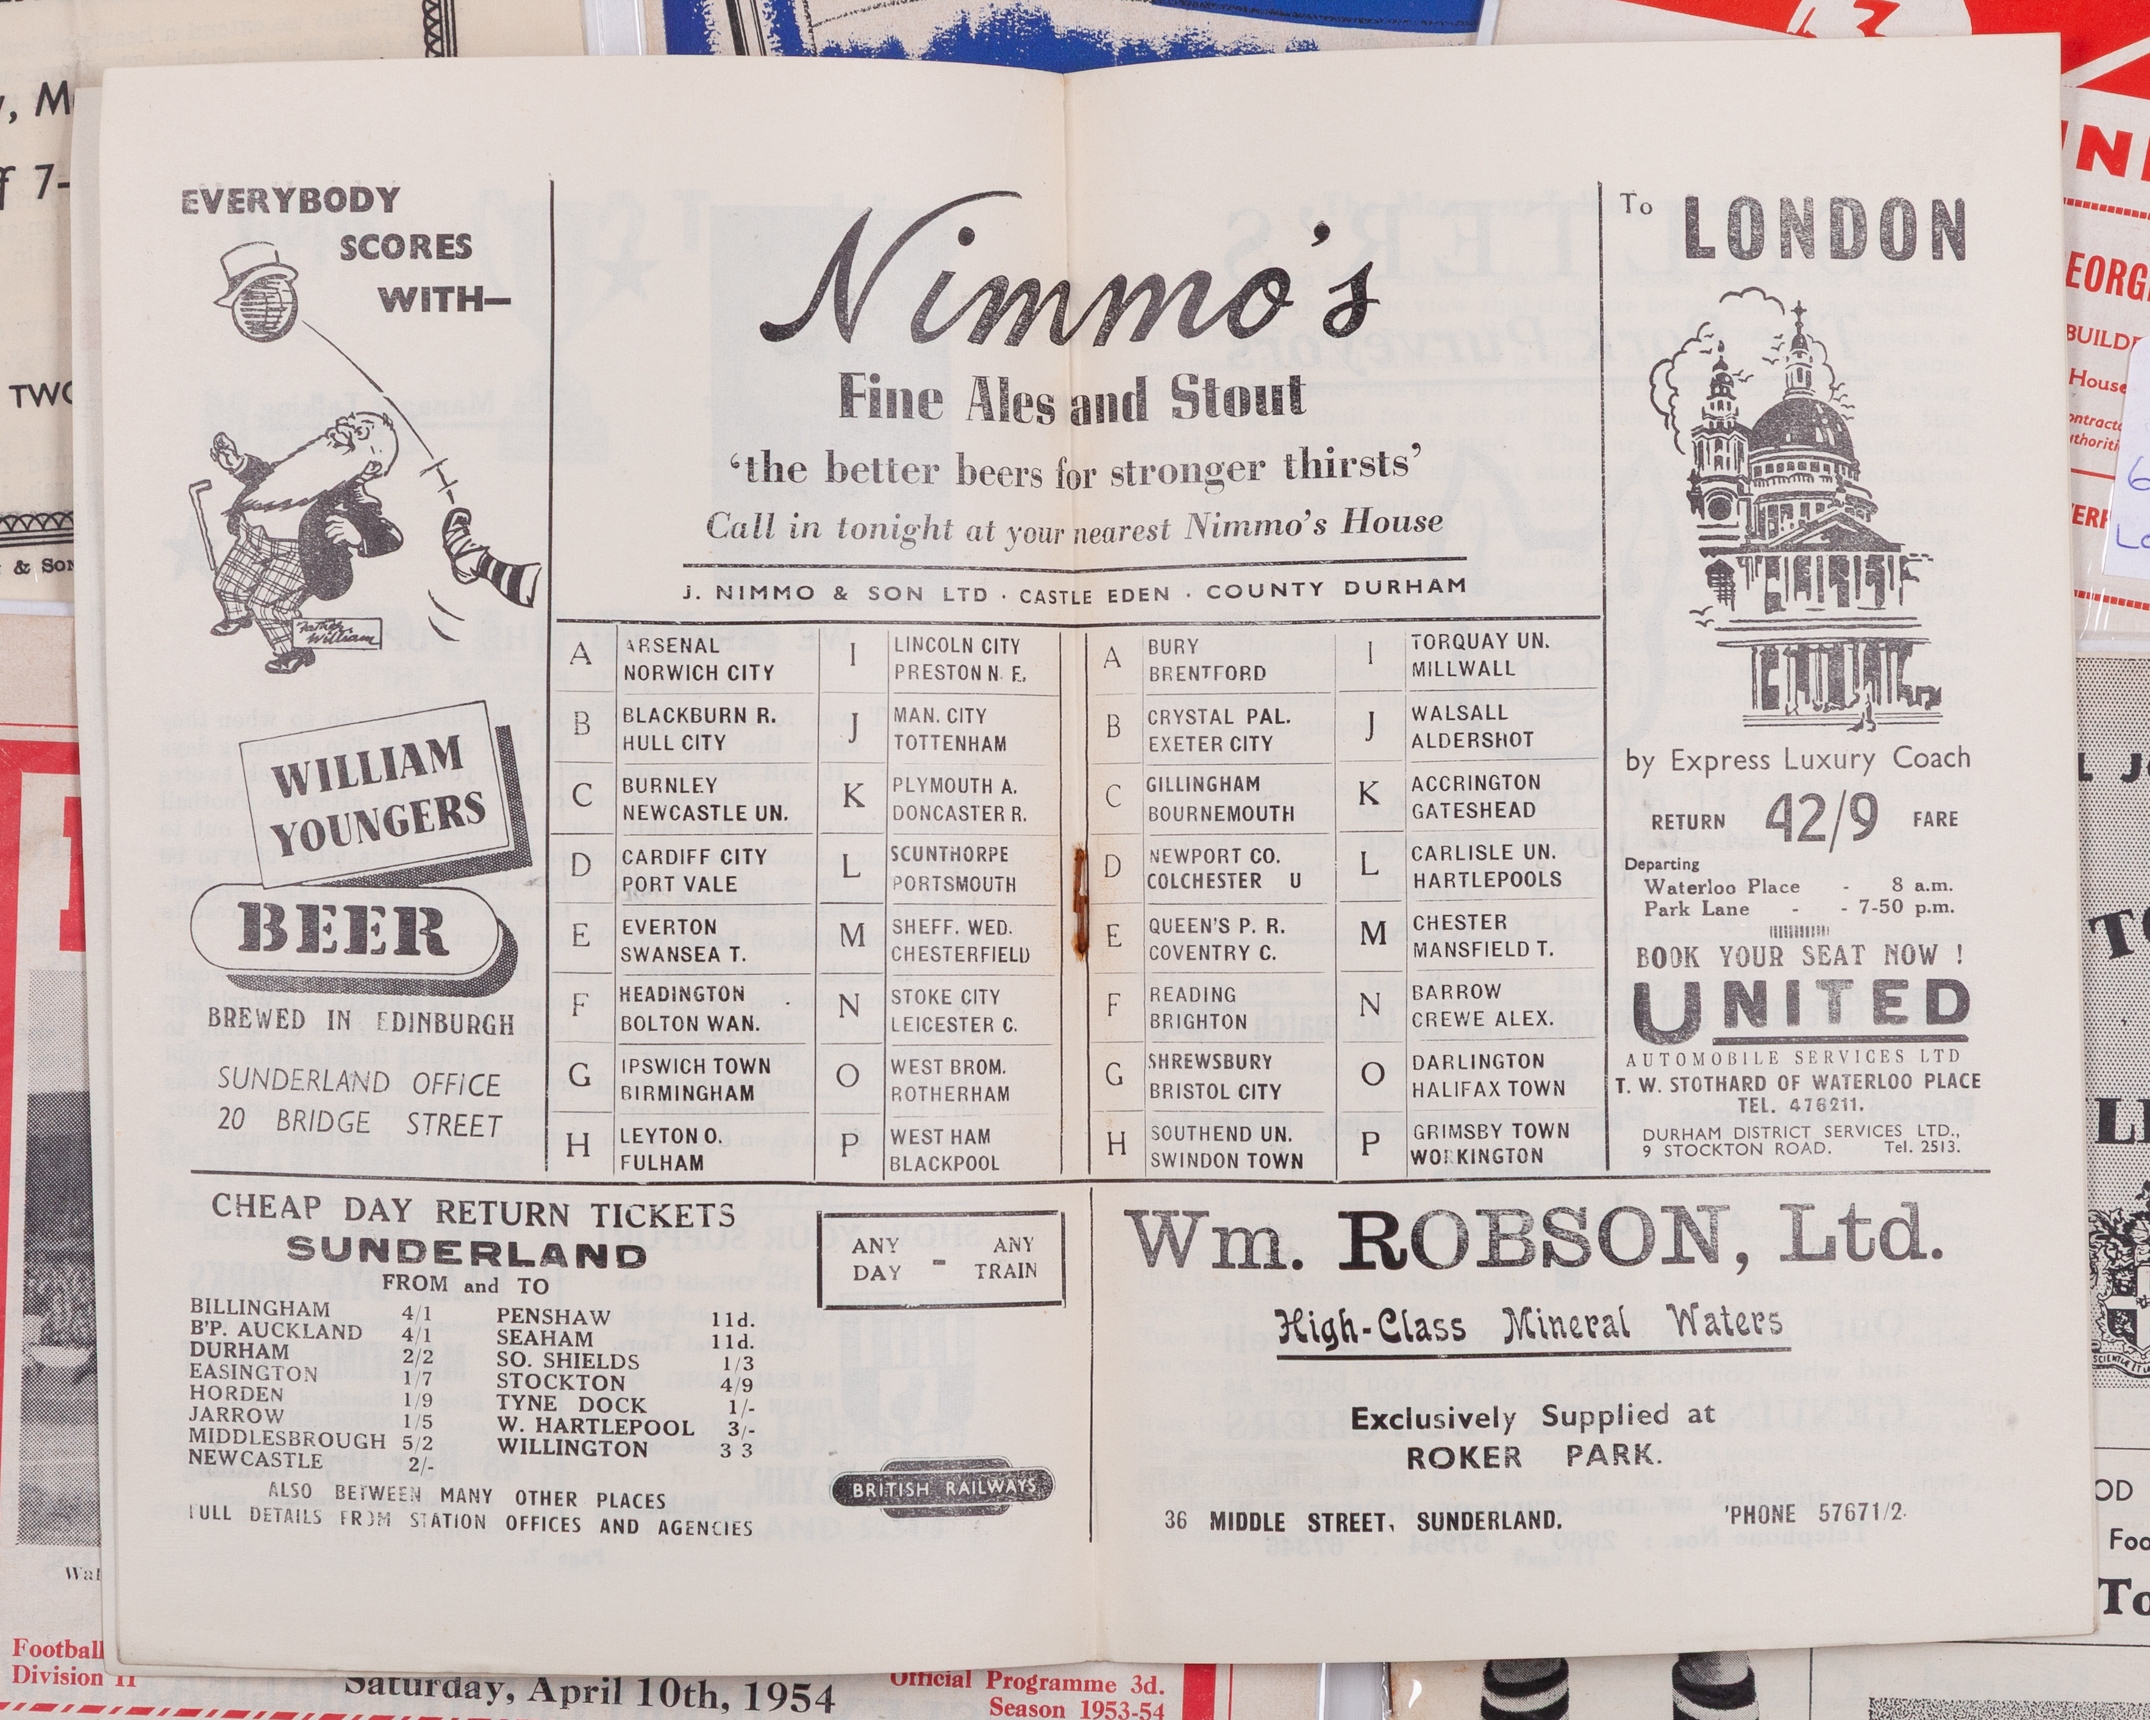 EVERYBODY
SCORES
WITH—
Father William
WILLIAM
YOUNGERS
BEER
BREWED IN EDINBURGH
SUNDERLAND OFFICE
20 BRIDGE STREET
Nimmo's
Fine Ales and Stout
'the better beers for stronger thirsts'
Call in tonight at your nearest Nimmo's House
J. NIMMO & SON LTD · CASTLE EDEN · COUNTY DURHAM
A
ARSENAL
NORWICH CITY
B
BLACKBURN R.
HULL CITY
C
BURNLEY
NEWCASTLE UN.
D
CARDIFF CITY
PORT VALE
E
EVERTON
SWANSEA T.
F
HEADINGTON
BOLTON WAN.
G
IPSWICH TOWN
BIRMINGHAM
H
LEYTON O.
FULHAM
I
LINCOLN CITY
PRESTON N. E.
J
MAN. CITY
TOTTENHAM
K
PLYMOUTH A.
DONCASTER R.
L
SCUNTHORPE
PORTSMOUTH
M
SHEFF. WED.
CHESTERFIELD
N
STOKE CITY
LEICESTER C.
O
WEST BROM.
ROTHERHAM
P
WEST HAM
BLACKPOOL
A
BURY
BRENTFORD
B
CRYSTAL PAL.
EXETER CITY
C
GILLINGHAM
BOURNEMOUTH
D
NEWPORT CO.
COLCHESTER U
E
QUEEN'S P. R.
COVENTRY C.
F
READING
BRIGHTON
G
SHREWSBURY
BRISTOL CITY
H
SOUTHEND UN.
SWINDON TOWN
I
TORQUAY UN.
MILLWALL
J
WALSALL
ALDERSHOT
K
ACCRINGTON
GATESHEAD
L
CARLISLE UN.
HARTLEPOOLS
M
CHESTER
MANSFIELD T.
N
BARROW
CREWE ALEX.
O
DARLINGTON
HALIFAX TOWN
P
GRIMSBY TOWN
WORKINGTON
To LONDON
by Express Luxury Coach
RETURN 42/9 FARE
Departing
Waterloo Place - 8 a.m.
Park Lane - - 7-50 p.m.
BOOK YOUR SEAT NOW !
UNITED
AUTOMOBILE SERVICES LTD
T. W. STOTHARD OF WATERLOO PLACE
TEL. 476211.
DURHAM DISTRICT SERVICES LTD.,
9 STOCKTON ROAD. Tel. 2513.
CHEAP DAY RETURN TICKETS
SUNDERLAND
FROM and TO
BILLINGHAM 4/1
B'P. AUCKLAND 4/1
DURHAM 2/2
EASINGTON 1/7
HORDEN 1/9
JARROW 1/5
MIDDLESBROUGH 5/2
NEWCASTLE 2/-
PENSHAW 11d.
SEAHAM 11d.
SO. SHIELDS 1/3
STOCKTON 4/9
TYNE DOCK 1/-
W. HARTLEPOOL 3/-
WILLINGTON 3 3
ALSO BETWEEN MANY OTHER PLACES
FULL DETAILS FROM STATION OFFICES AND AGENCIES
ANY DAY - ANY TRAIN
BRITISH RAILWAYS
Wm. ROBSON, Ltd.
High-Class Mineral Waters
Exclusively Supplied at
ROKER PARK.
36 MIDDLE STREET, SUNDERLAND. 'PHONE 57671/2.
Football
Division II
Saturday, April 10th, 1954
Official Programme 3d.
Season 1953-54